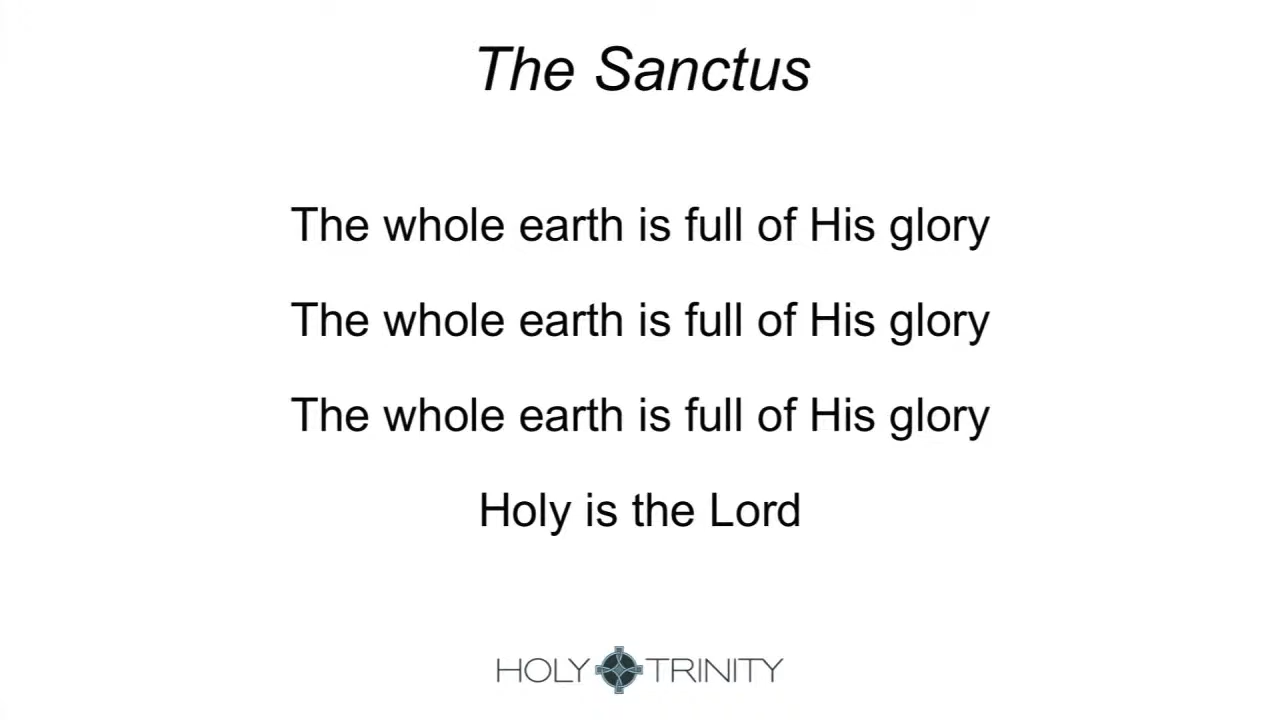 The Sanctus
The whole earth is full of His glory
The whole earth is full of His glory
The whole earth is full of His glory
Holy is the Lord
HOLY TRINITY